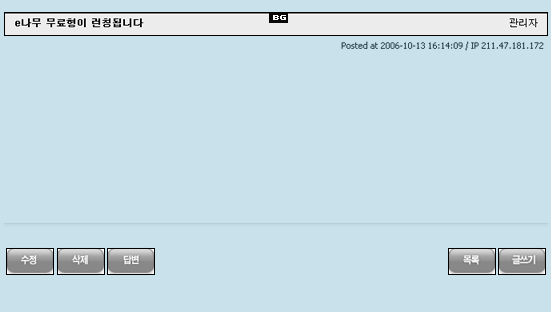 BG
e나무 무료형이 런칭됩니다 관리자
Posted at 2006-10-13 16:14:09 / IP 211.47.181.172
수정 삭제 답변 목록 글쓰기